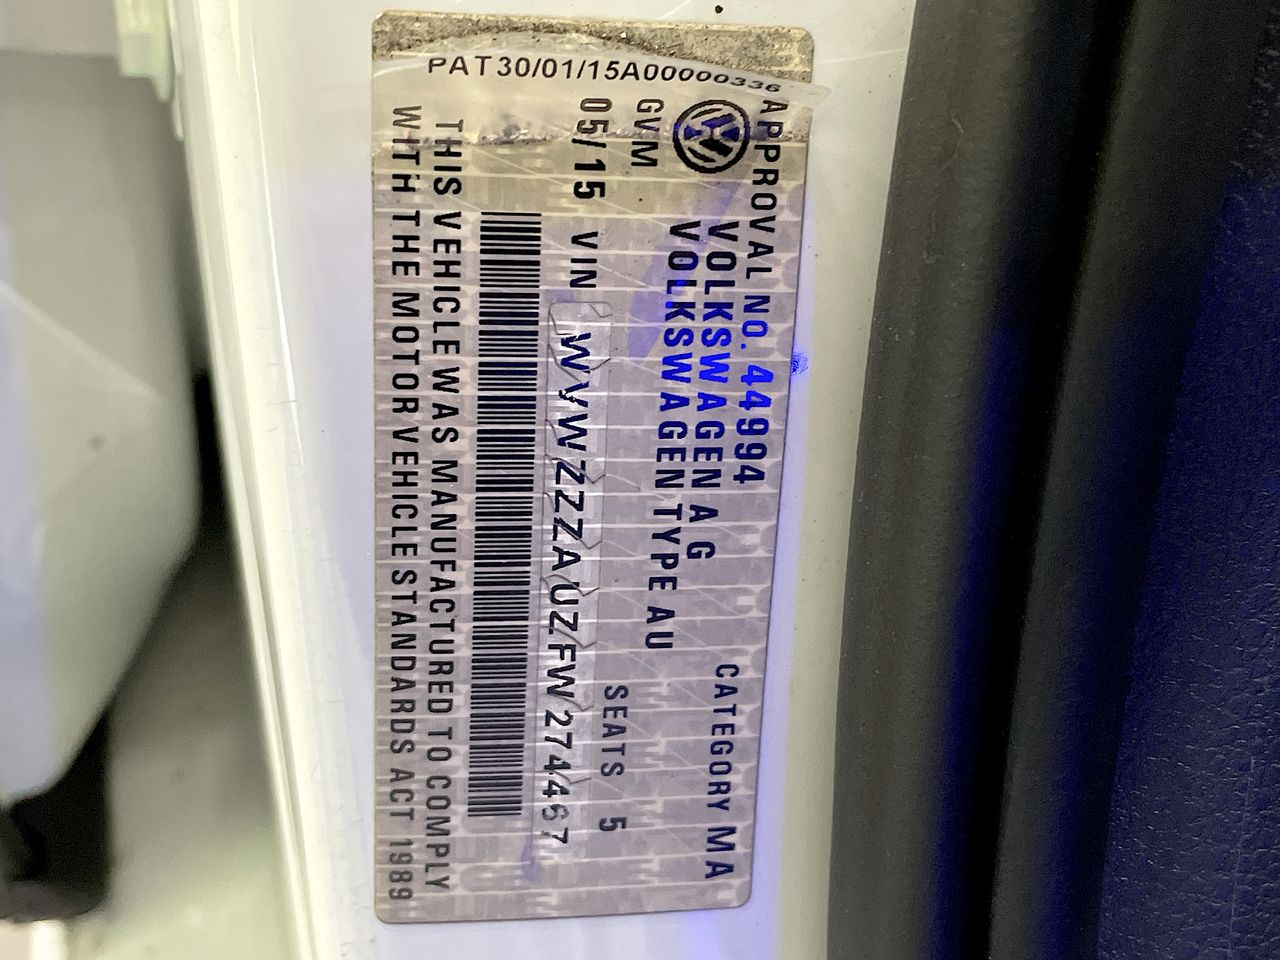 PAT30/01/15A00000336
APPROVAL NO. 44994 CATEGORY MA
VOLKSWAGEN AG
VOLKSWAGEN TYPE AU
GVM SEATS 5
05/15 VIN WVWZZZAUZFW274467
THIS VEHICLE WAS MANUFACTURED TO COMPLY
WITH THE MOTOR VEHICLE STANDARDS ACT 1989